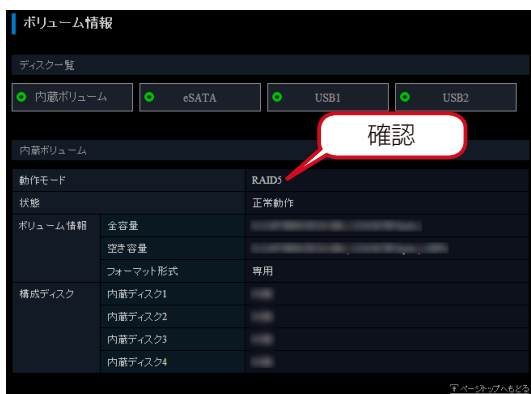 ボリューム情報
ディスク一覧
内蔵ボリューム eSATA USB1 USB2
確認
内蔵ボリューム
動作モード RAID5
状態 正常動作
ボリューム情報 全容量
空き容量
フォーマット形式 専用
構成ディスク 内蔵ディスク1
内蔵ディスク2
内蔵ディスク3
内蔵ディスク4
ページトップへもどる